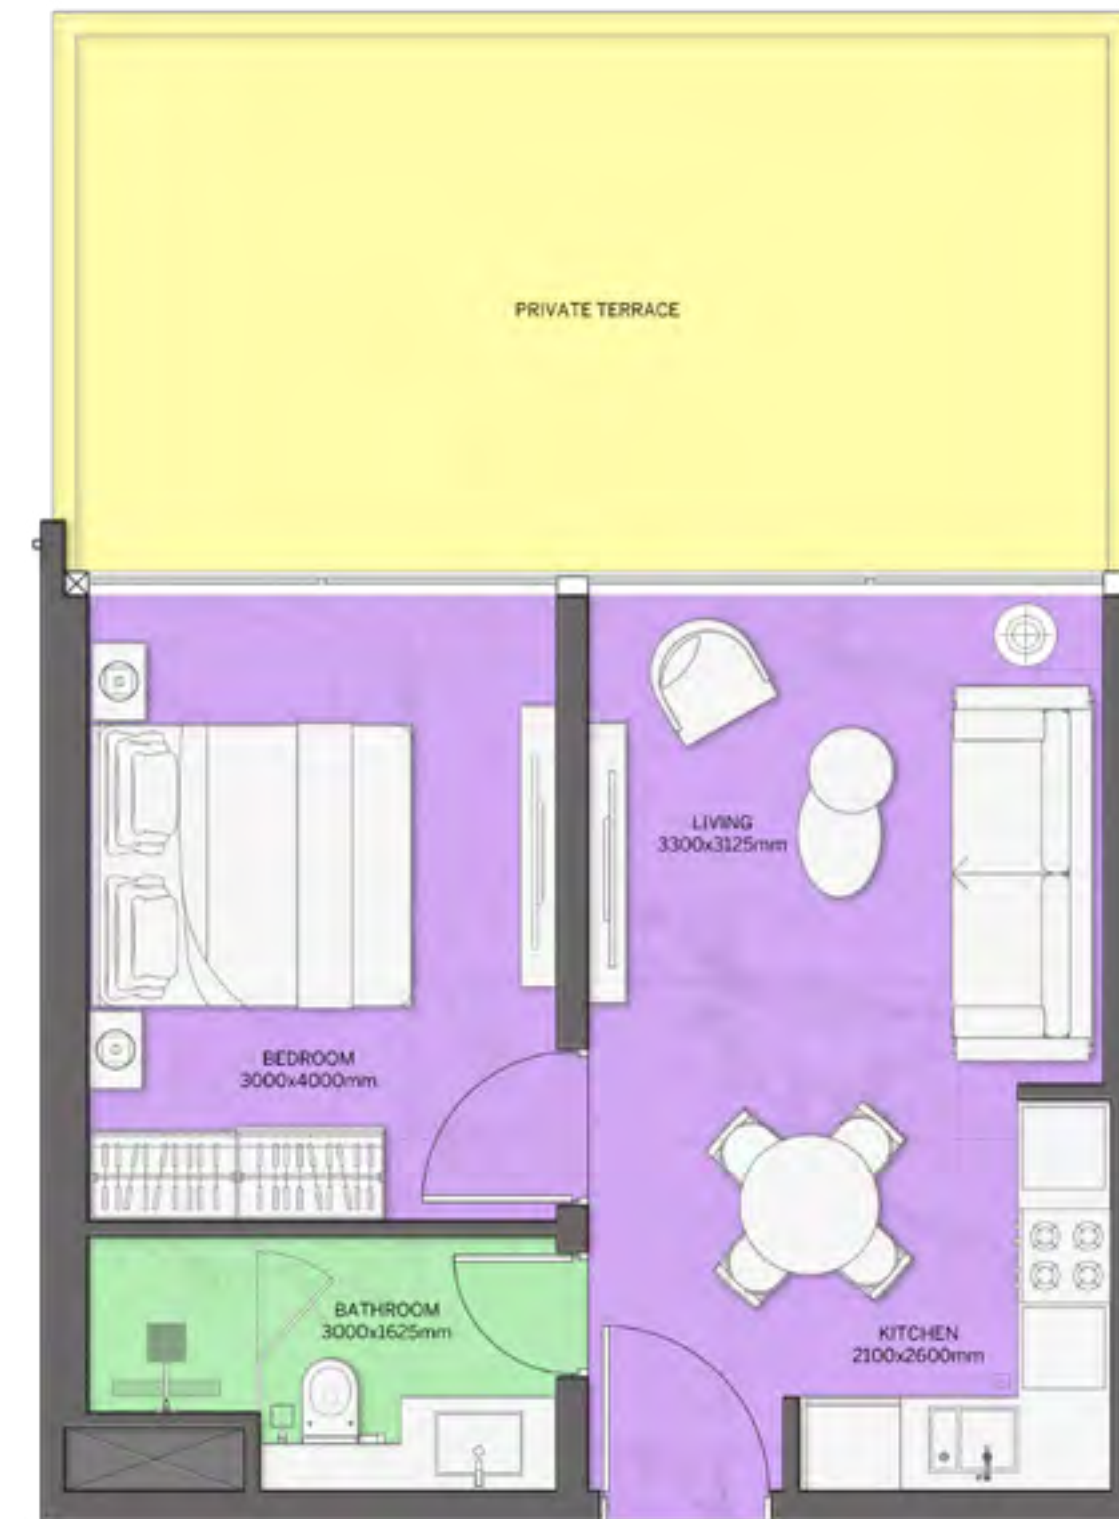 PRIVATE TERRACE
LIVING
3300x3125mm
BEDROOM
3000x4000mm
BATHROOM
3000x1625mm
KITCHEN
2100x2600mm